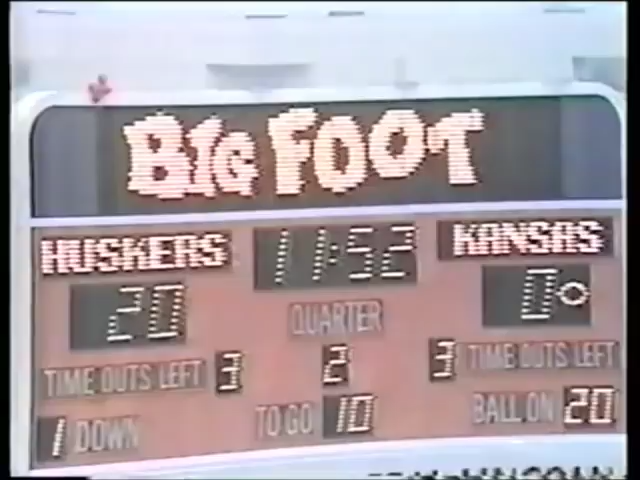 BIG FOOT
HUSKERS 11:52 KANSAS
20 0
QUARTER
TIME OUTS LEFT 3 2 3 TIME OUTS LEFT
1 DOWN TO GO 10 BALL ON 20